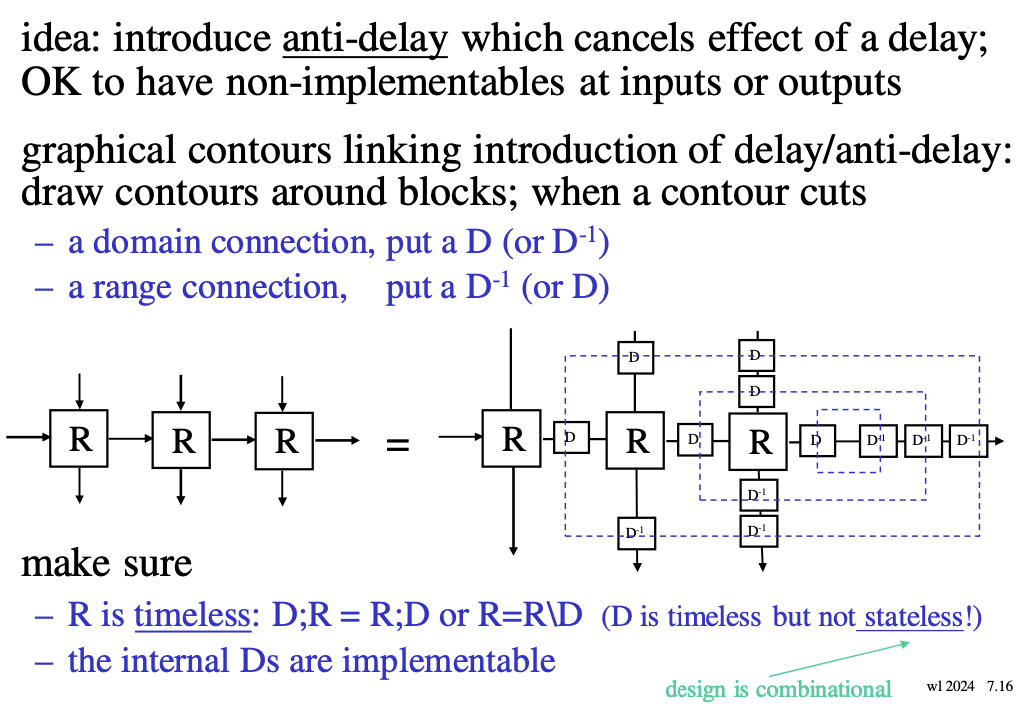 idea: introduce anti-delay which cancels effect of a delay;
OK to have non-implementables at inputs or outputs
graphical contours linking introduction of delay/anti-delay:
draw contours around blocks; when a contour cuts
– a domain connection, put a D (or D⁻¹)
– a range connection, put a D⁻¹ (or D)
D D
D
R R R = R D R D R D D⁻¹ D⁻¹ D⁻¹
D⁻¹
D⁻¹ D⁻¹
make sure
– R is timeless: D;R = R;D or R=R\D (D is timeless but not stateless!)
– the internal Ds are implementable
design is combinational
wl 2024 7.16